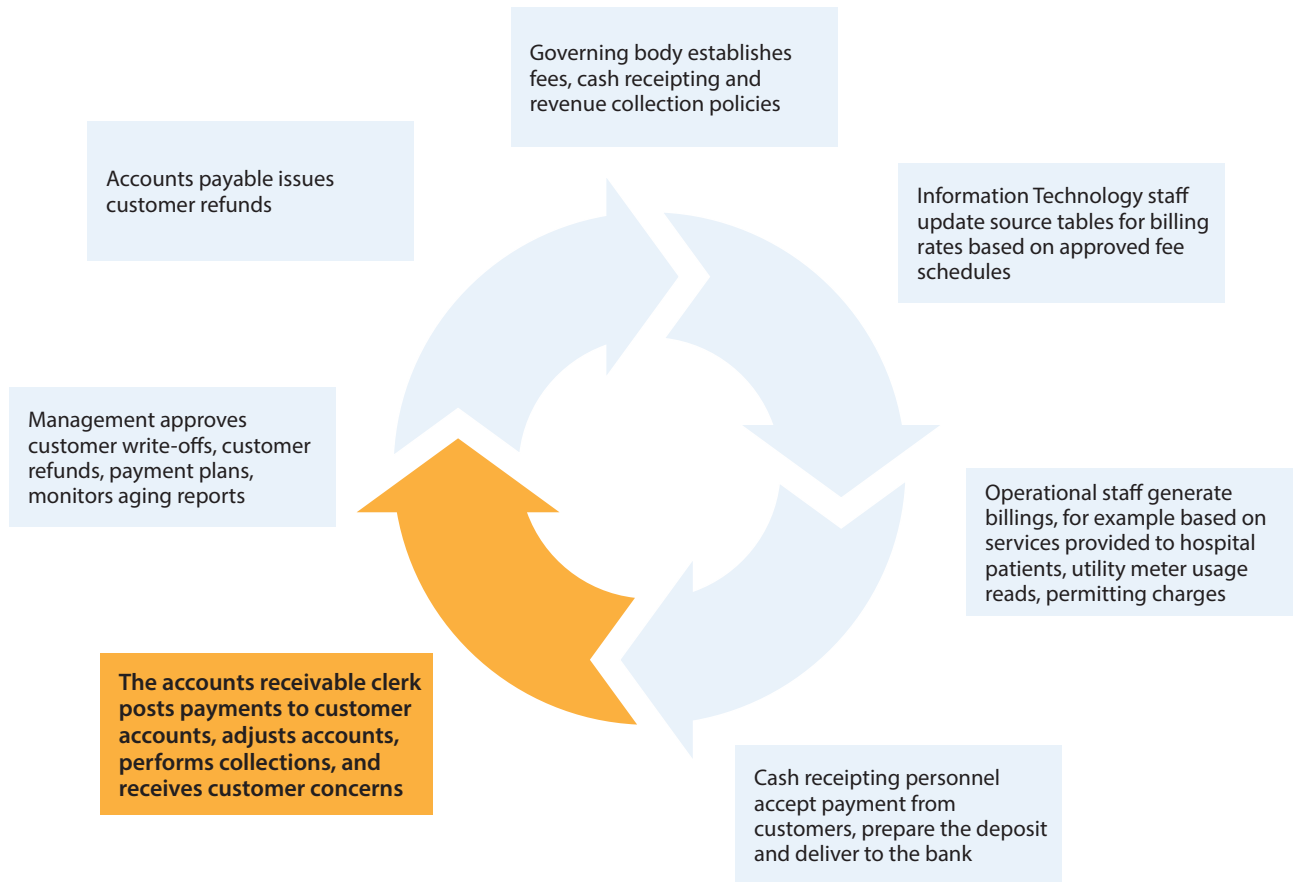 Governing body establishes
fees, cash receipting and
revenue collection policies
Information Technology staff
update source tables for billing
rates based on approved fee
schedules
Operational staff generate
billings, for example based on
services provided to hospital
patients, utility meter usage
reads, permitting charges
Cash receipting personnel
accept payment from
customers, prepare the deposit
and deliver to the bank
The accounts receivable clerk
posts payments to customer
accounts, adjusts accounts,
performs collections, and
receives customer concerns
Management approves
customer write-offs, customer
refunds, payment plans,
monitors aging reports
Accounts payable issues
customer refunds